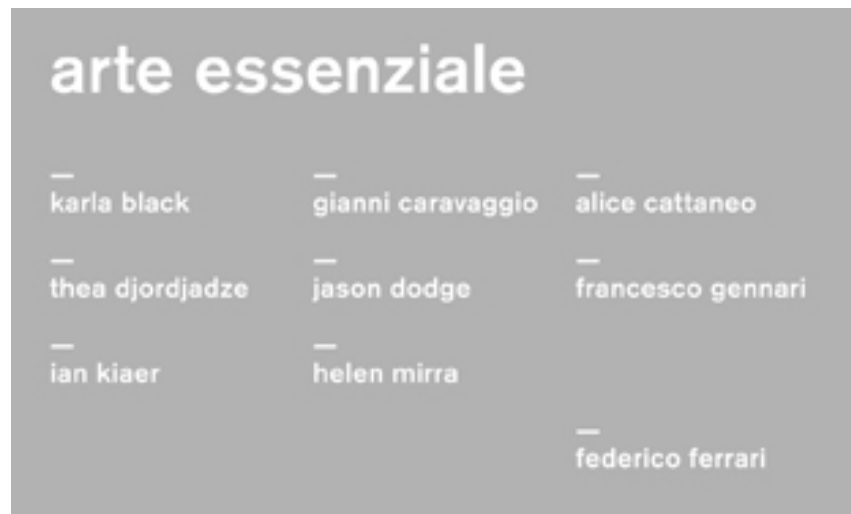 arte essenziale
karla black
gianni caravaggio
alice cattaneo
thea djordjadze
jason dodge
francesco gennari
ian kiaer
helen mirra
federico ferrari